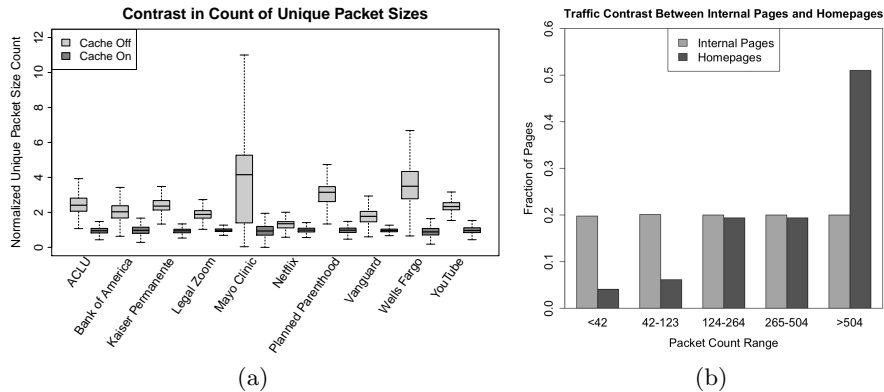 Contrast in Count of Unique Packet Sizes
Normalized Unique Packet Size Count
12
10
8
6
4
2
0
Cache Off
Cache On
ACLU
Bank of America
Kaiser Permanente
Legal Zoom
Mayo Clinic
Netflix
Planned Parenthood
Vanguard
Wells Fargo
YouTube
(a)
Traffic Contrast Between Internal Pages and Homepages
Fraction of Pages
0.6
0.5
0.4
0.3
0.2
0.1
0.0
Internal Pages
Homepages
<42
42-123
124-264
265-504
>504
Packet Count Range
(b)